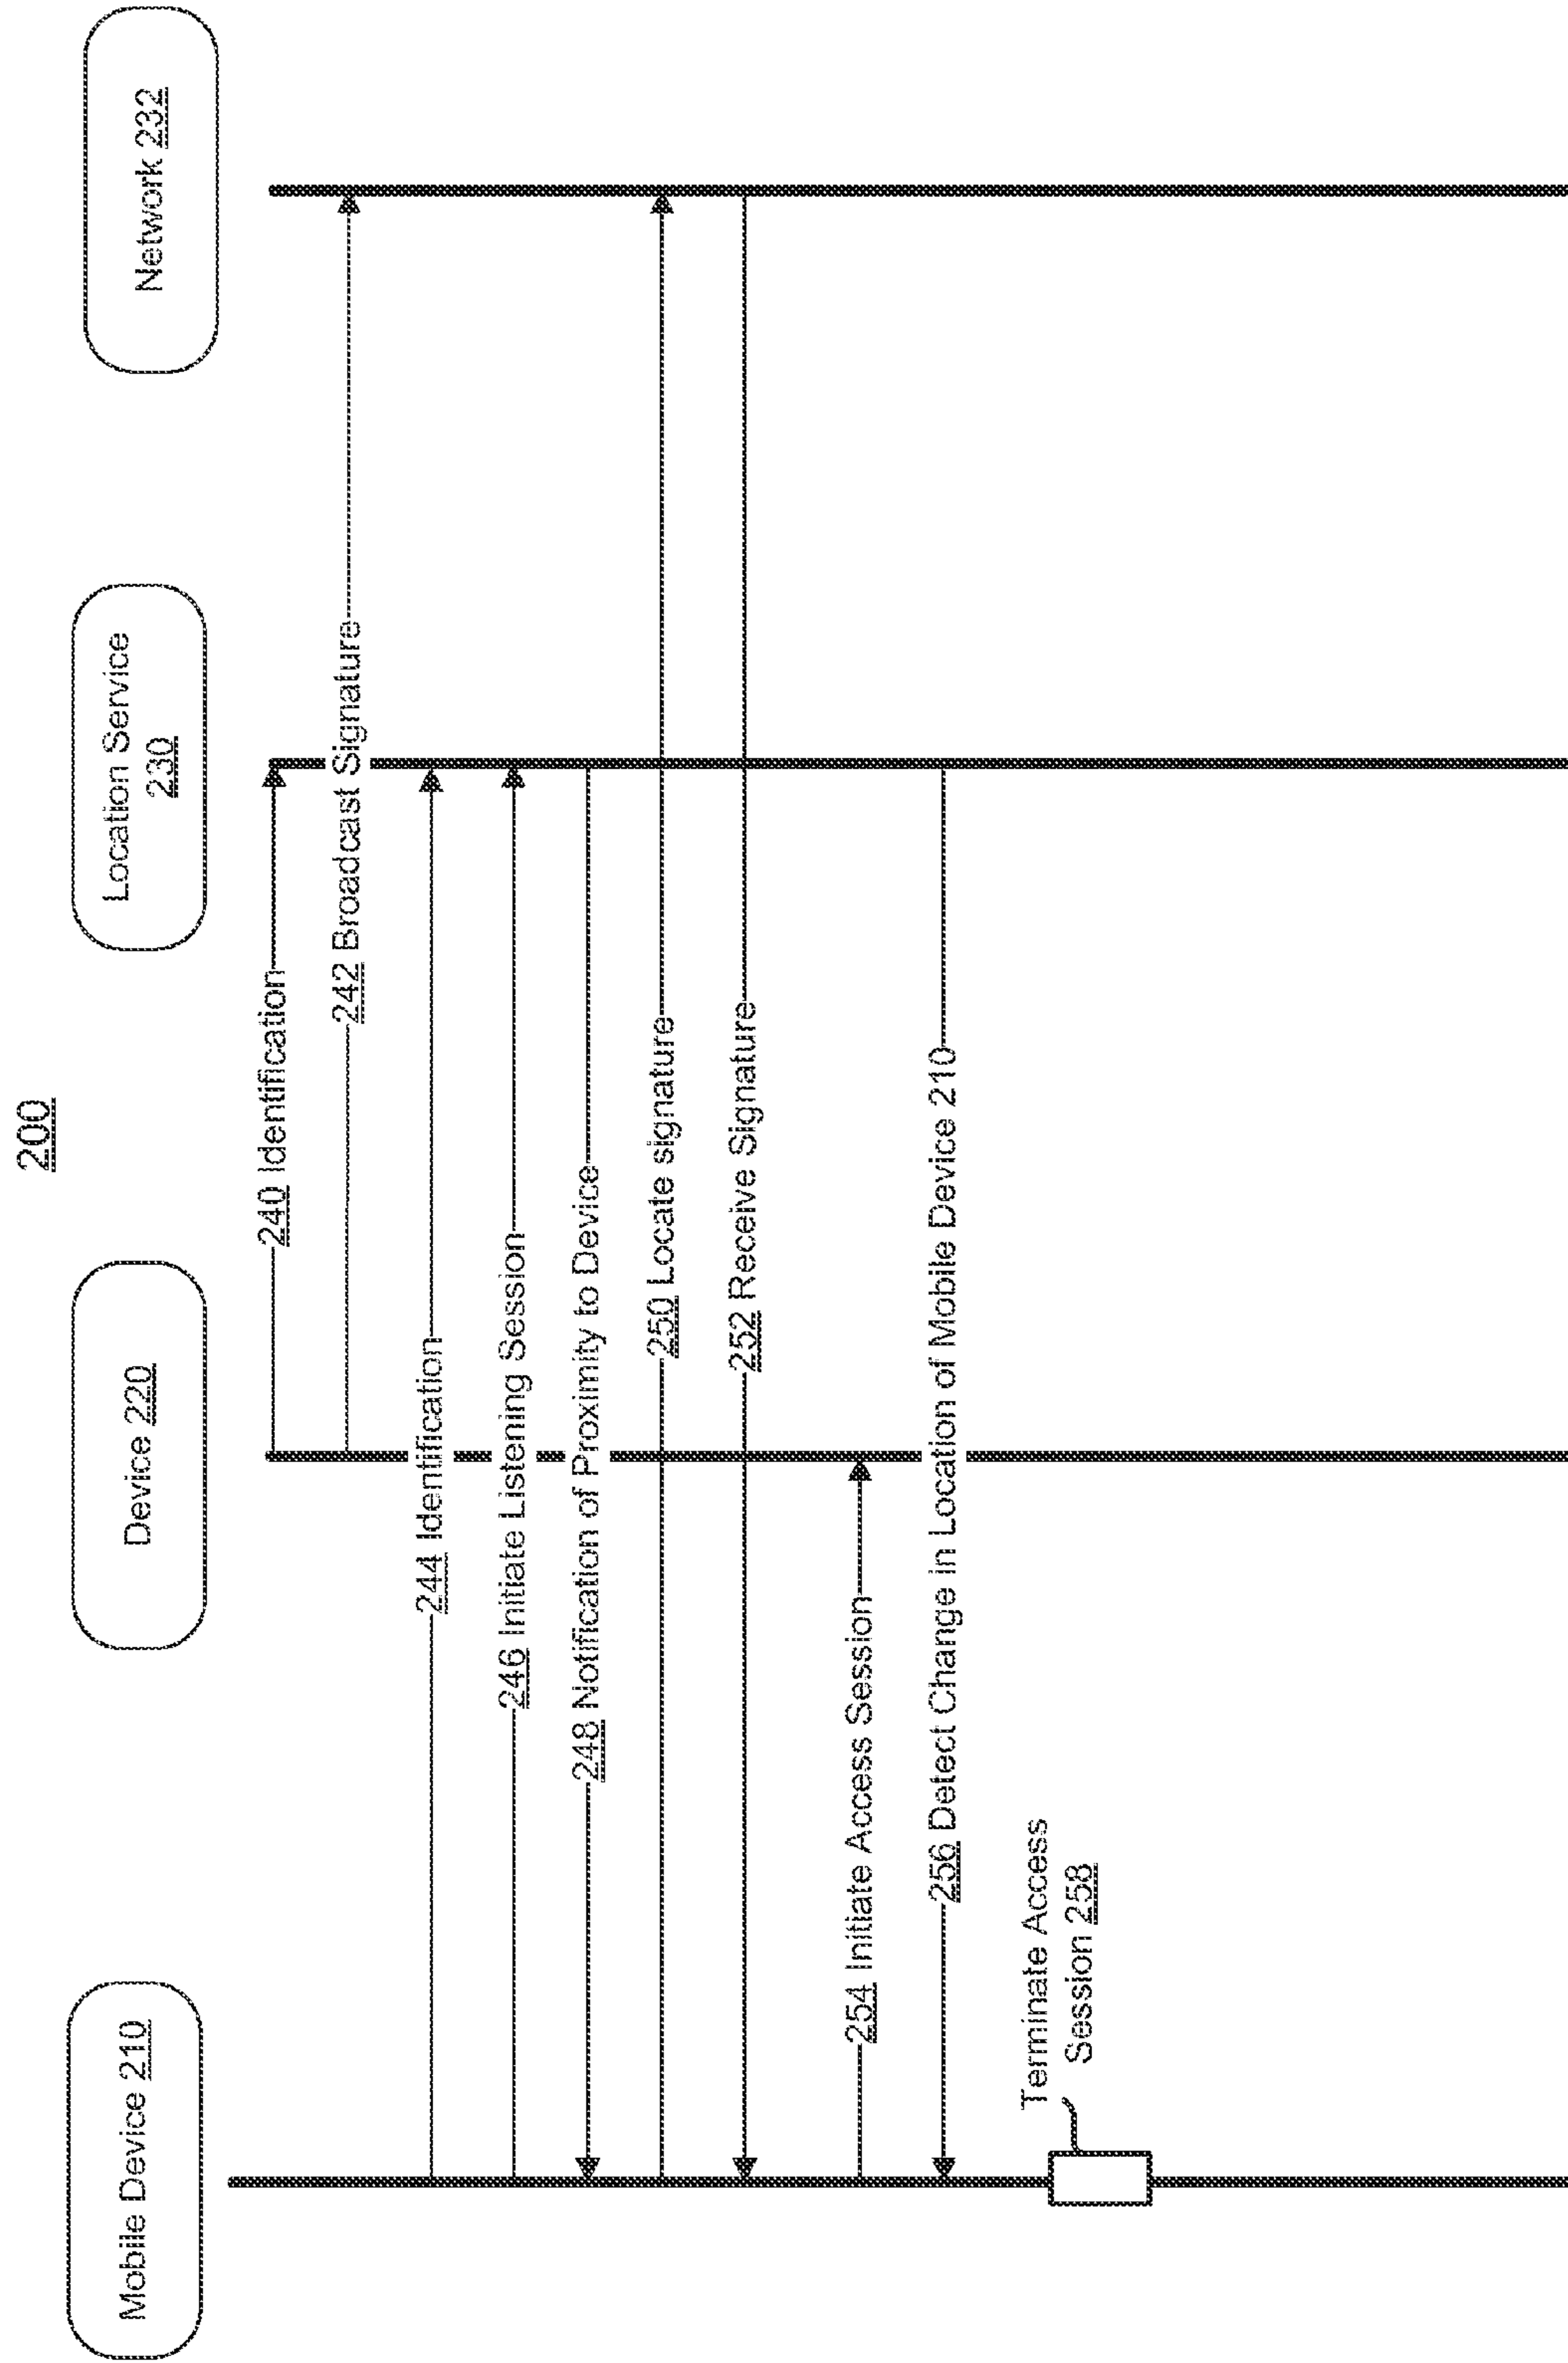 200
Mobile Device 210
Device 220
Location Service
230
Network 232
240 Identification
242 Broadcast Signature
244 Identification
246 Initiate Listening Session
248 Notification of Proximity to Device
250 Locate signature
252 Receive Signature
254 Initiate Access Session
256 Detect Change in Location of Mobile Device 210
Terminate Access
Session 258